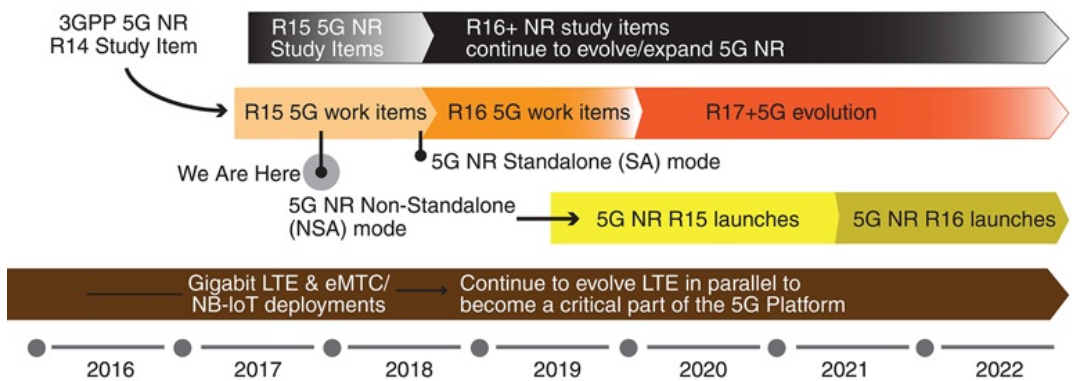 3GPP 5G NR
R14 Study Item
R15 5G NR
Study Items
R16+ NR study items
continue to evolve/expand 5G NR
R15 5G work items
R16 5G work items
R17+5G evolution
We Are Here
5G NR Standalone (SA) mode
5G NR Non-Standalone
(NSA) mode
5G NR R15 launches
5G NR R16 launches
Gigabit LTE & eMTC/
NB-IoT deployments
Continue to evolve LTE in parallel to
become a critical part of the 5G Platform
2016
2017
2018
2019
2020
2021
2022